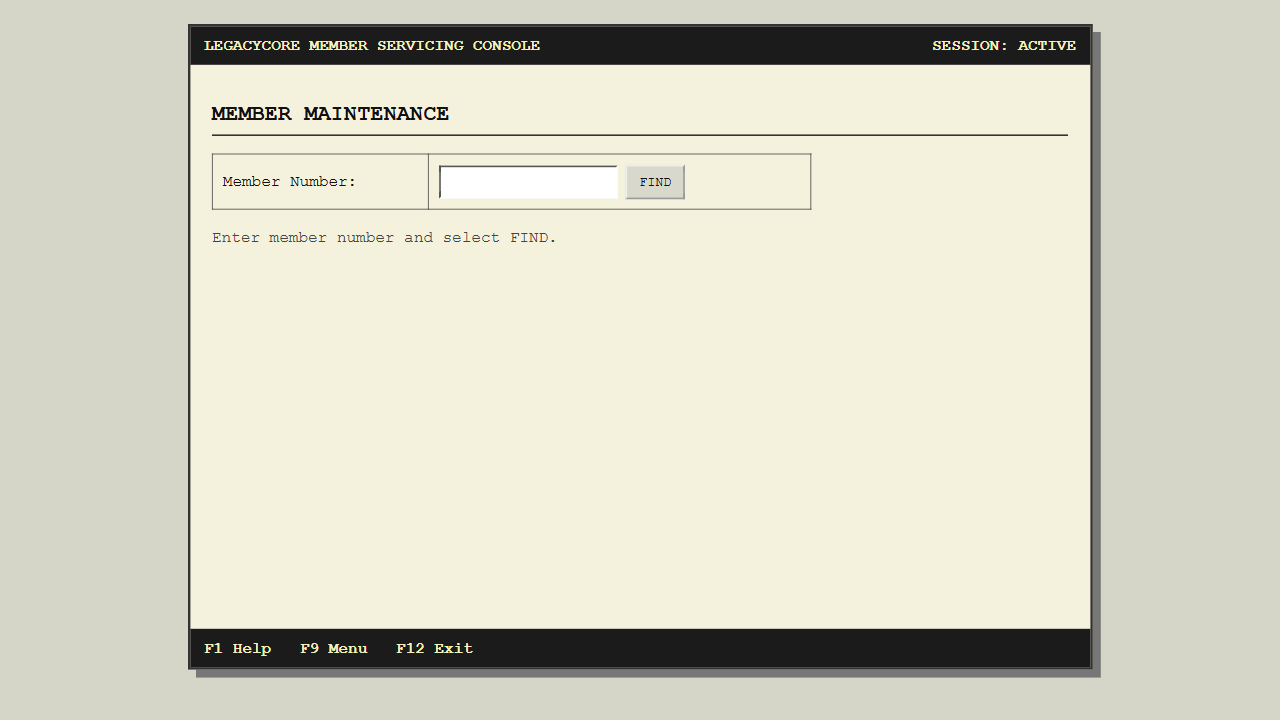 LEGACYCORE MEMBER SERVICING CONSOLE SESSION: ACTIVE
MEMBER MAINTENANCE
Member Number: FIND
Enter member number and select FIND.
F1 Help F9 Menu F12 Exit